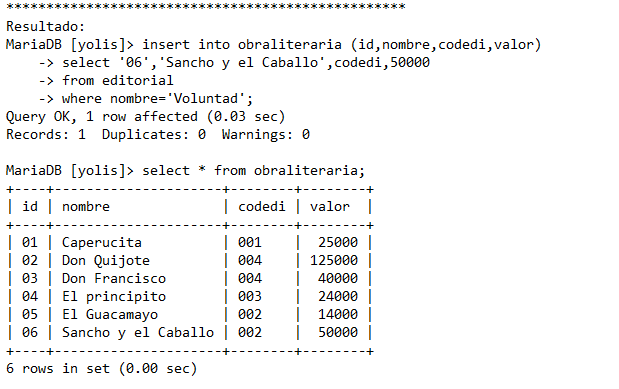 **************************************************
Resultado:
MariaDB [yolis]> insert into obraliteraria (id,nombre,codedi,valor)
    -> select '06','Sancho y el Caballo',codedi,50000
    -> from editorial
    -> where nombre='Voluntad';
Query OK, 1 row affected (0.03 sec)
Records: 1  Duplicates: 0  Warnings: 0

MariaDB [yolis]> select * from obraliteraria;
+----+---------------------+--------+--------+
| id | nombre              | codedi | valor  |
+----+---------------------+--------+--------+
| 01 | Caperucita          | 001    |  25000 |
| 02 | Don Quijote         | 004    | 125000 |
| 03 | Don Francisco       | 004    |  40000 |
| 04 | El principito       | 003    |  24000 |
| 05 | El Guacamayo        | 002    |  14000 |
| 06 | Sancho y el Caballo | 002    |  50000 |
+----+---------------------+--------+--------+
6 rows in set (0.00 sec)